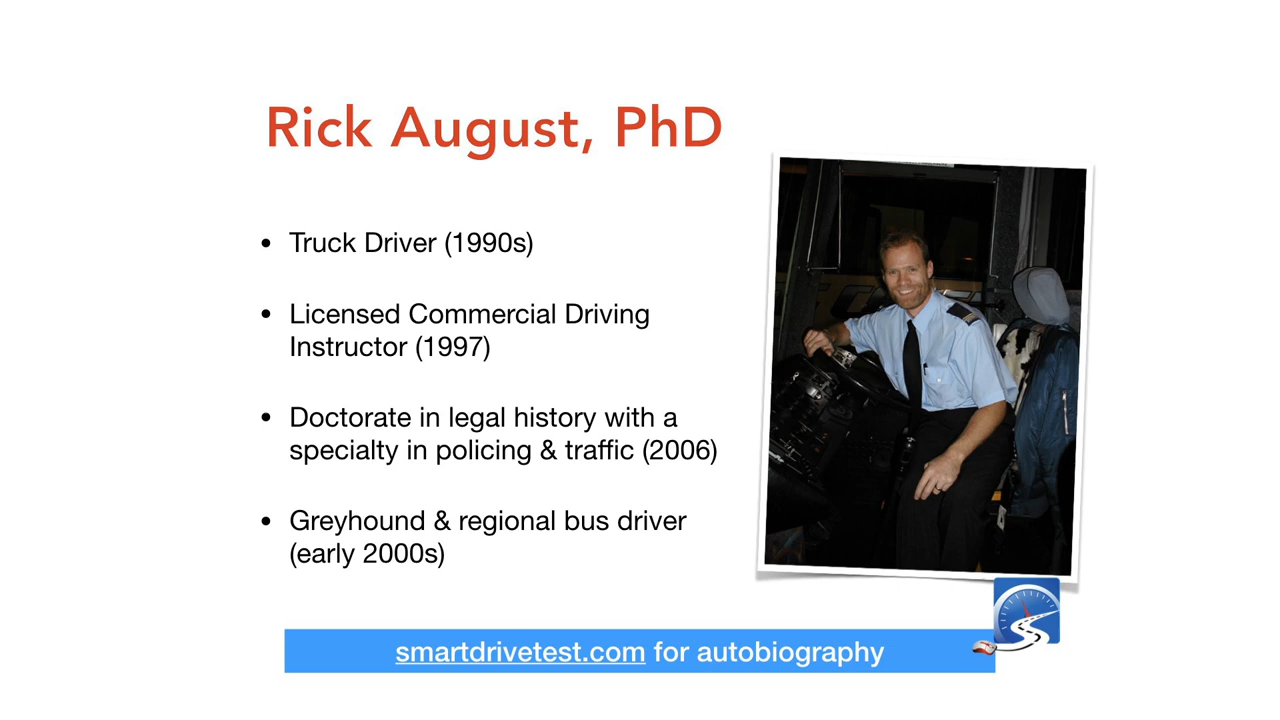 Rick August, PhD
• Truck Driver (1990s)
• Licensed Commercial Driving
Instructor (1997)
• Doctorate in legal history with a
specialty in policing & traffic (2006)
• Greyhound & regional bus driver
(early 2000s)
smartdrivetest.com for autobiography